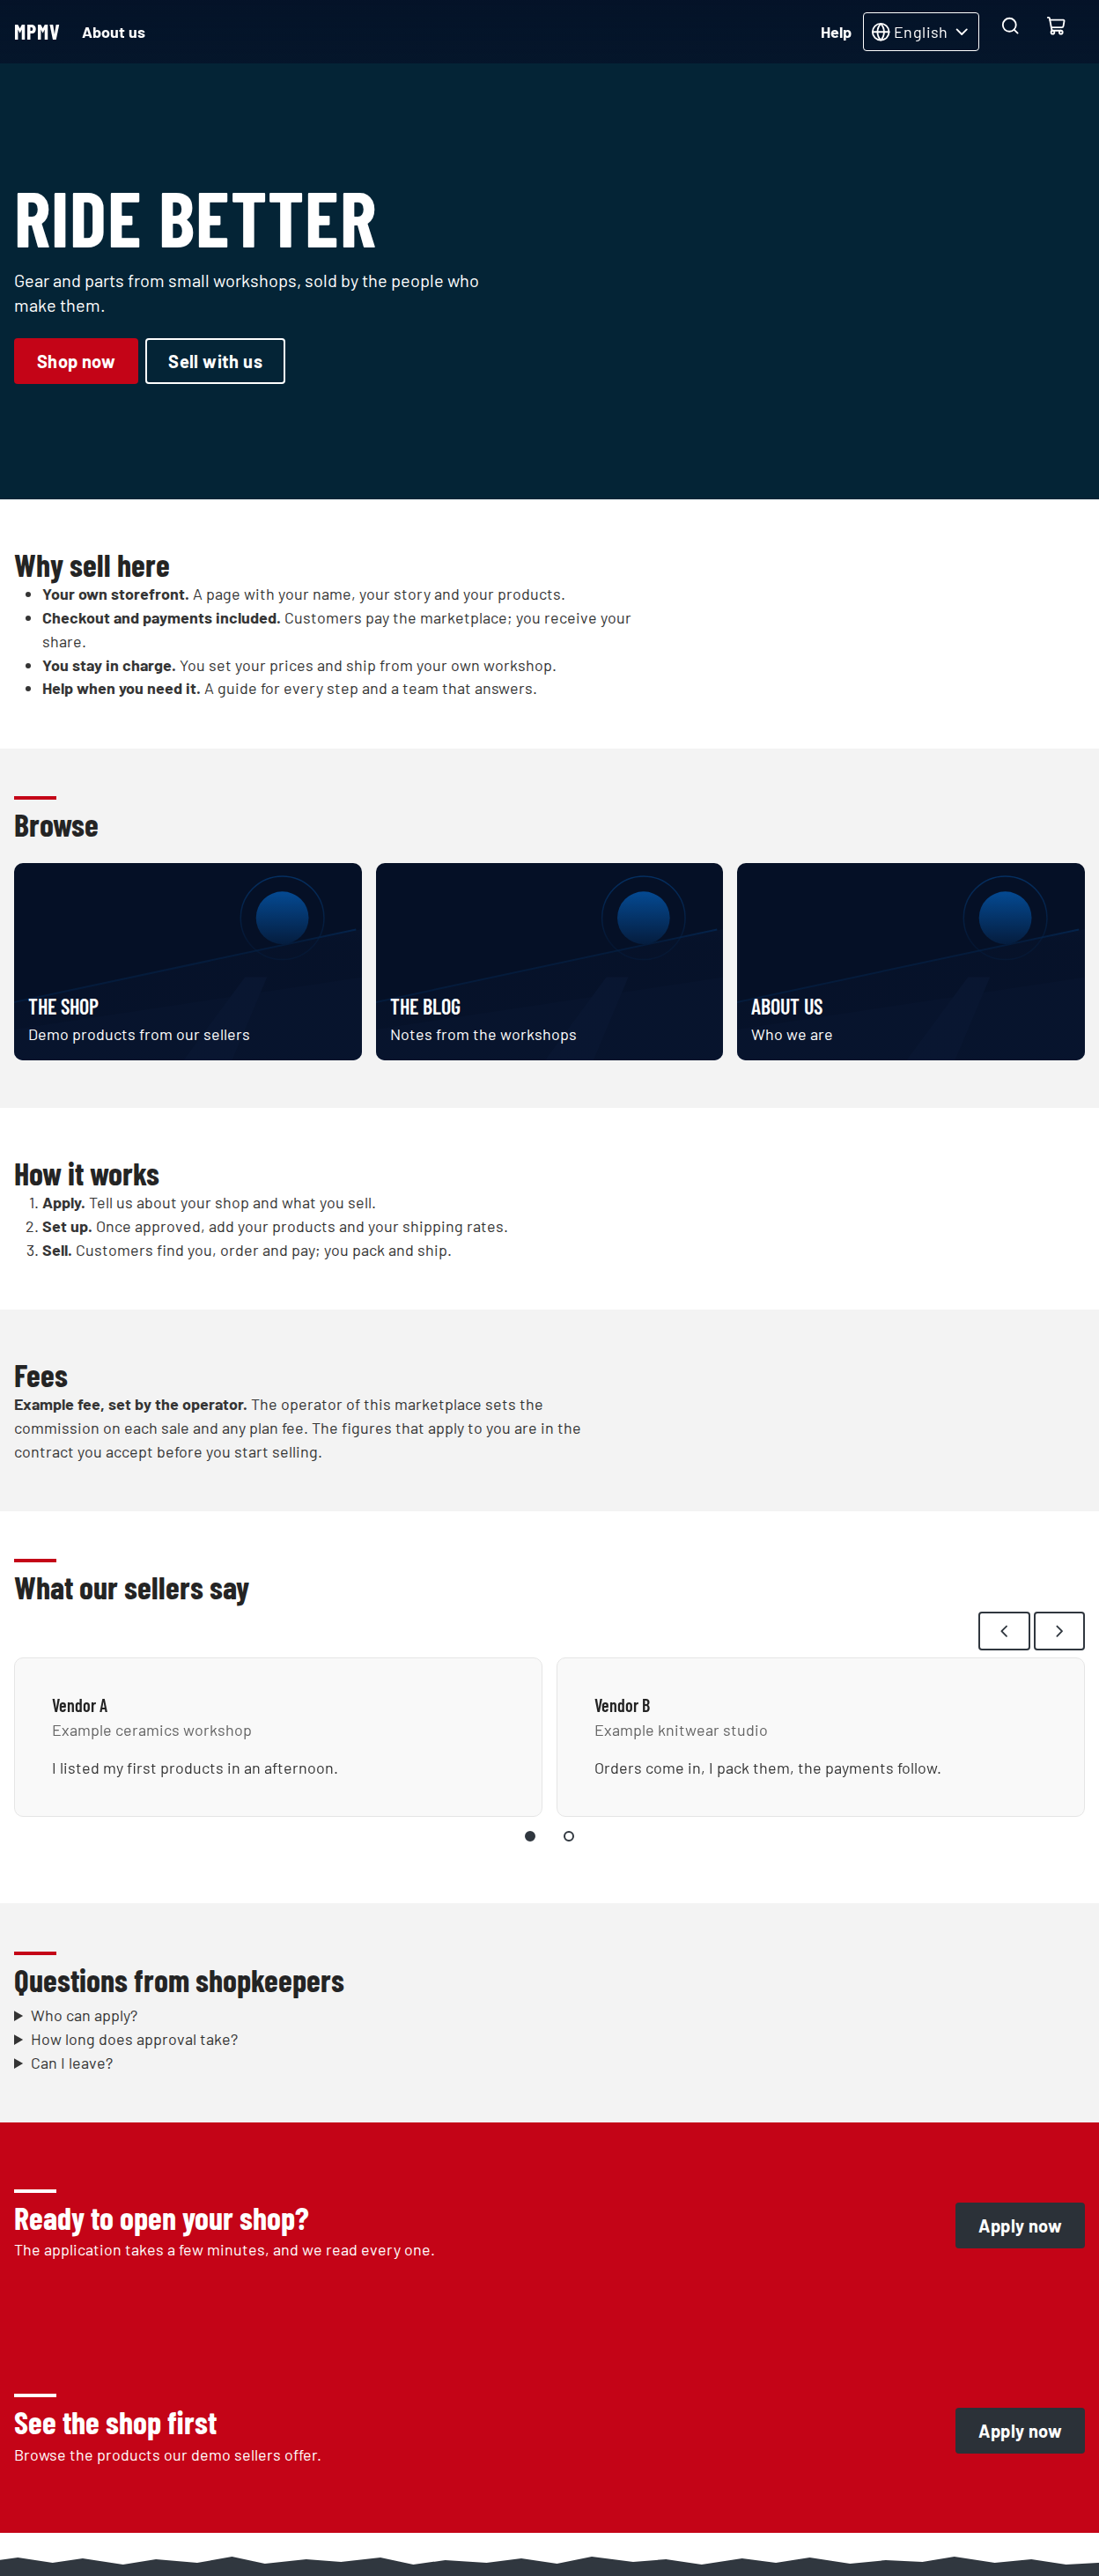 MPMV About us Help English
RIDE BETTER
Gear and parts from small workshops, sold by the people who
make them.
Shop now Sell with us
Why sell here
Your own storefront. A page with your name, your story and your products.
Checkout and payments included. Customers pay the marketplace; you receive your
share.
You stay in charge. You set your prices and ship from your own workshop.
Help when you need it. A guide for every step and a team that answers.
Browse
THE SHOP
Demo products from our sellers
THE BLOG
Notes from the workshops
ABOUT US
Who we are
How it works
1. Apply. Tell us about your shop and what you sell.
2. Set up. Once approved, add your products and your shipping rates.
3. Sell. Customers find you, order and pay; you pack and ship.
Fees
Example fee, set by the operator. The operator of this marketplace sets the
commission on each sale and any plan fee. The figures that apply to you are in the
contract you accept before you start selling.
What our sellers say
Vendor A
Example ceramics workshop
I listed my first products in an afternoon.
Vendor B
Example knitwear studio
Orders come in, I pack them, the payments follow.
Questions from shopkeepers
Who can apply?
How long does approval take?
Can I leave?
Ready to open your shop?
The application takes a few minutes, and we read every one.
Apply now
See the shop first
Browse the products our demo sellers offer.
Apply now